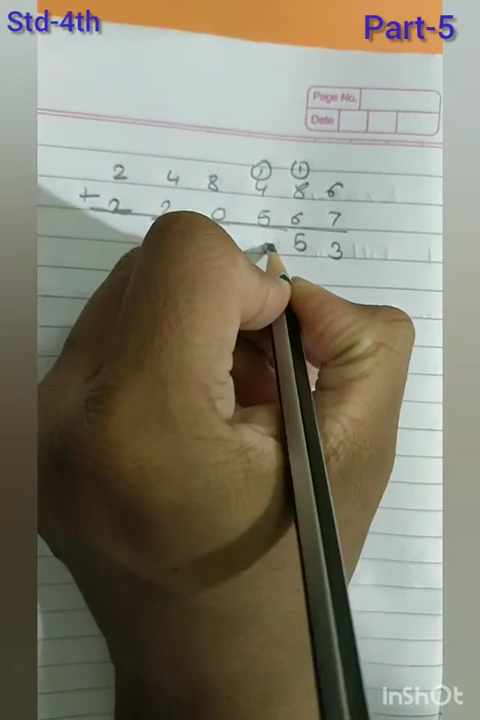 Std-4th
Part-5
Page No.
Date
1 1
2 4 8 4 8 6
+ 2 2 0 5 6 7
5 3
InShOt